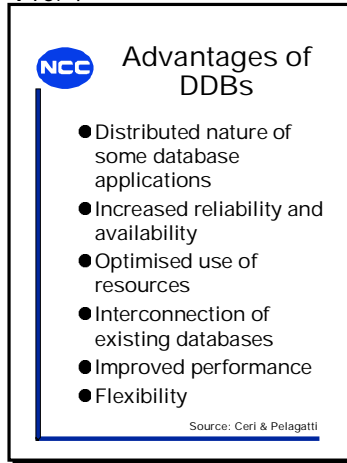 NCC
Advantages of
DDBs
● Distributed nature of
some database
applications
● Increased reliability and
availability
● Optimised use of
resources
● Interconnection of
existing databases
● Improved performance
● Flexibility
Source: Ceri & Pelagatti